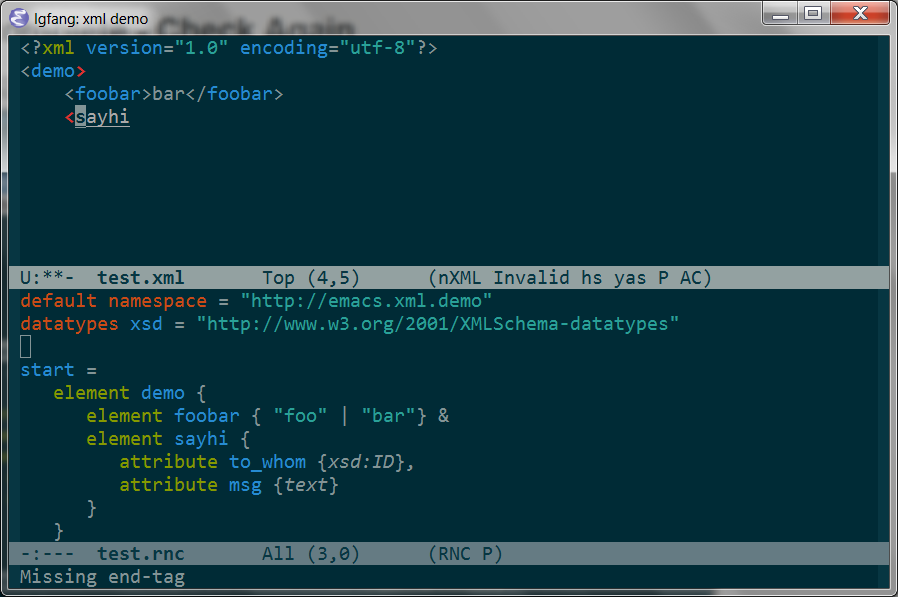 lgfang: xml demo
<?xml version="1.0" encoding="utf-8"?>
<demo>
    <foobar>bar</foobar>
    <sayhi
U:**-  test.xml       Top (4,5)      (nXML Invalid hs yas P AC)
default namespace = "http://emacs.xml.demo"
datatypes xsd = "http://www.w3.org/2001/XMLSchema-datatypes"
start =
   element demo {
      element foobar { "foo" | "bar"} &
      element sayhi {
         attribute to_whom {xsd:ID},
         attribute msg {text}
      }
   }
-:---  test.rnc       All (3,0)      (RNC P)
Missing end-tag